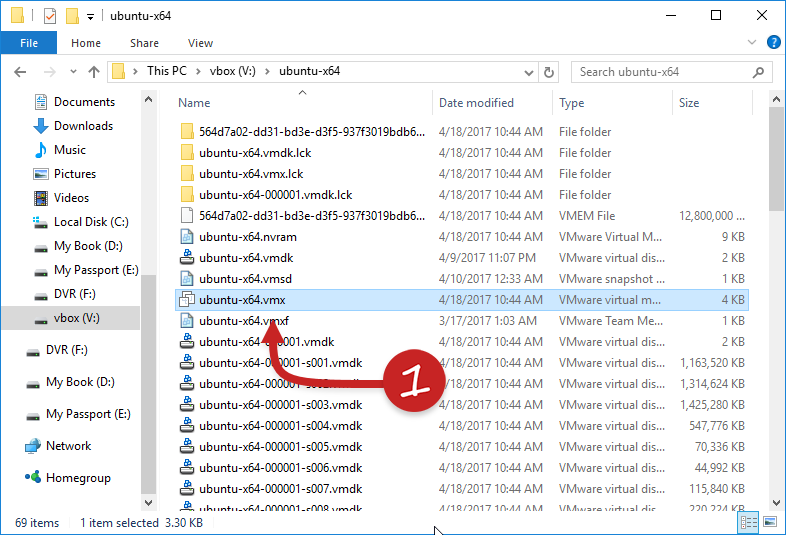 ubuntu-x64
File Home Share View
This PC vbox (V:) ubuntu-x64 Search ubuntu-x64
Name Date modified Type Size
Documents
Downloads
Music
Pictures
Videos
Local Disk (C:)
My Book (D:)
My Passport (E:)
DVR (F:)
vbox (V:)
DVR (F:)
My Book (D:)
My Passport (E:)
Network
Homegroup
564d7a02-dd31-bd3e-d3f5-937f3019bdb6... 4/18/2017 10:44 AM File folder
ubuntu-x64.vmdk.lck 4/18/2017 10:44 AM File folder
ubuntu-x64.vmx.lck 4/18/2017 10:44 AM File folder
ubuntu-x64-000001.vmdk.lck 4/18/2017 10:44 AM File folder
564d7a02-dd31-bd3e-d3f5-937f3019bdb6... 4/18/2017 10:44 AM VMEM File 12,800,000 ...
ubuntu-x64.nvram 4/18/2017 10:44 AM VMware Virtual M... 9 KB
ubuntu-x64.vmdk 4/9/2017 11:07 PM VMware virtual dis... 2 KB
ubuntu-x64.vmsd 4/10/2017 12:33 AM VMware snapshot ... 1 KB
ubuntu-x64.vmx 4/18/2017 10:44 AM VMware virtual m... 4 KB
ubuntu-x64.vmxf 3/17/2017 1:03 AM VMware Team Me... 1 KB
ubuntu-x64-000001.vmdk 4/18/2017 10:44 AM VMware virtual dis... 2 KB
ubuntu-x64-000001-s001.vmdk 4/18/2017 10:44 AM VMware virtual dis... 1,163,520 KB
4/18/2017 10:44 AM VMware virtual dis... 1,314,624 KB
ubuntu-x64-000001-s003.vmdk 4/18/2017 10:44 AM VMware virtual dis... 1,425,280 KB
ubuntu-x64-000001-s004.vmdk 4/18/2017 10:44 AM VMware virtual dis... 547,776 KB
ubuntu-x64-000001-s005.vmdk 4/18/2017 10:44 AM VMware virtual dis... 70,336 KB
ubuntu-x64-000001-s006.vmdk 4/18/2017 10:44 AM VMware virtual dis... 44,992 KB
ubuntu-x64-000001-s007.vmdk 4/18/2017 10:44 AM VMware virtual dis... 115,840 KB
ubuntu-x64-000001-s008.vmdk 4/18/2017 10:44 AM VMware virtual dis... 220,224 KB
1
69 items 1 item selected 3.30 KB